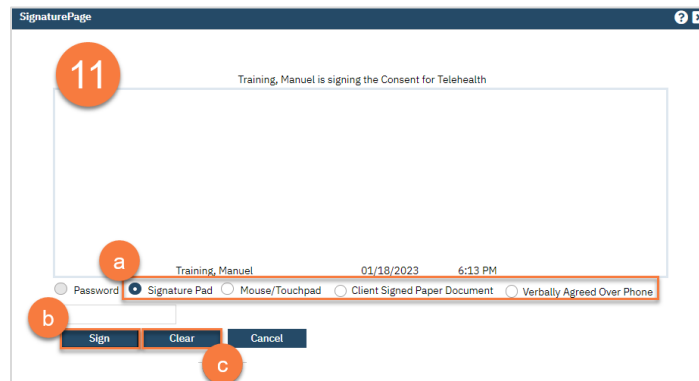 SignaturePage
?
11
Training, Manuel is signing the Consent for Telehealth
a
Training, Manuel 01/18/2023 6:13 PM
Password Signature Pad Mouse/Touchpad Client Signed Paper Document Verbally Agreed Over Phone
b
Sign Clear Cancel
c